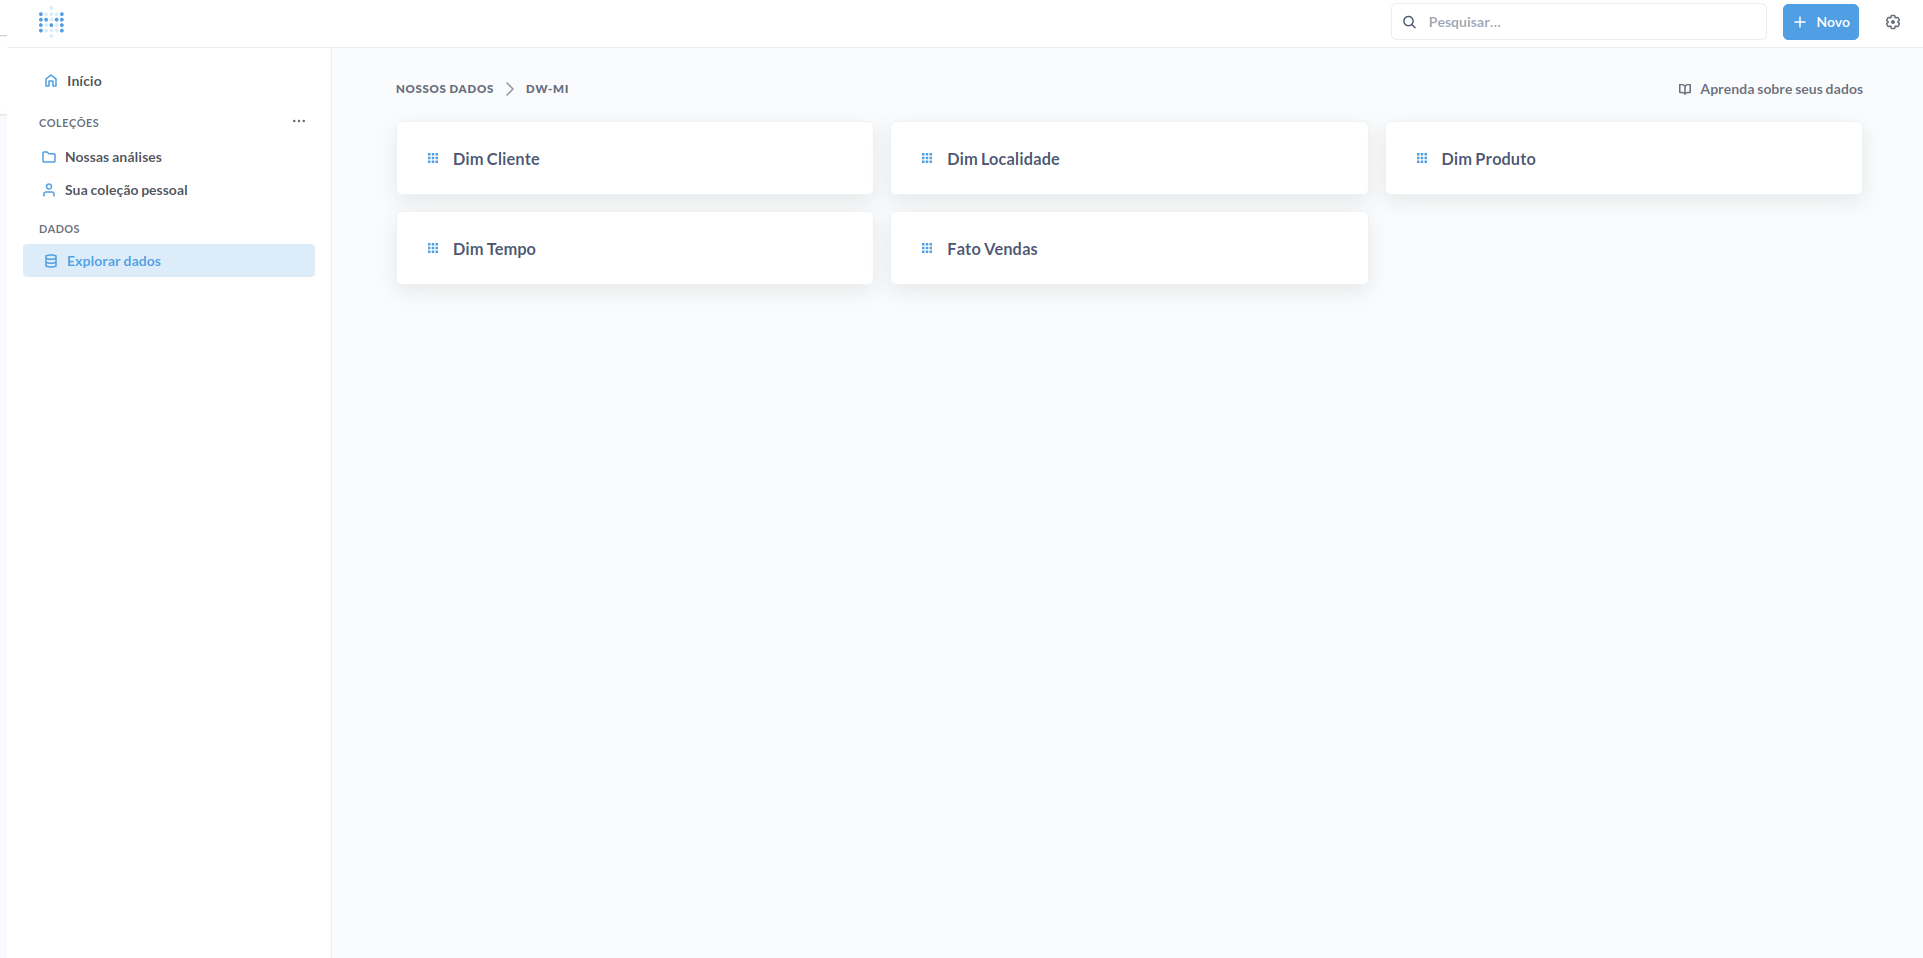 Pesquisar...
+ Novo
Início
COLEÇÕES
...
Nossas análises
Sua coleção pessoal
DADOS
Explorar dados
NOSSOS DADOS > DW-MI
Aprenda sobre seus dados
Dim Cliente
Dim Localidade
Dim Produto
Dim Tempo
Fato Vendas